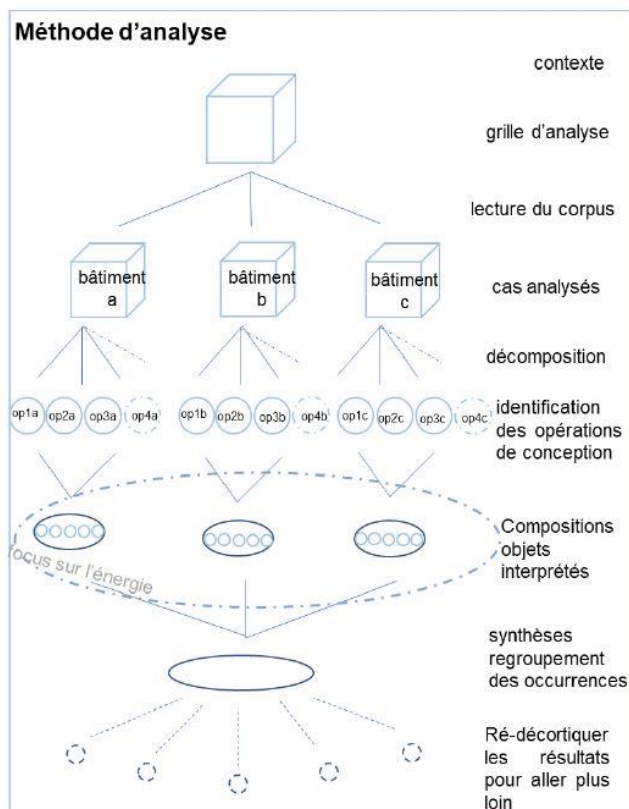 Méthode d'analyse
contexte
grille d'analyse
lecture du corpus
bâtiment
a
bâtiment
b
bâtiment
c
cas analysés
décomposition
op1a op2a op3a op4a op1b op2b op3b op4b op1c op2c op3c op4c
identification
des opérations
de conception
focus sur l'énergie
Compositions
objets
interprétés
synthèses
regroupement
des occurrences
Ré-décortiquer
les résultats
pour aller plus
loin